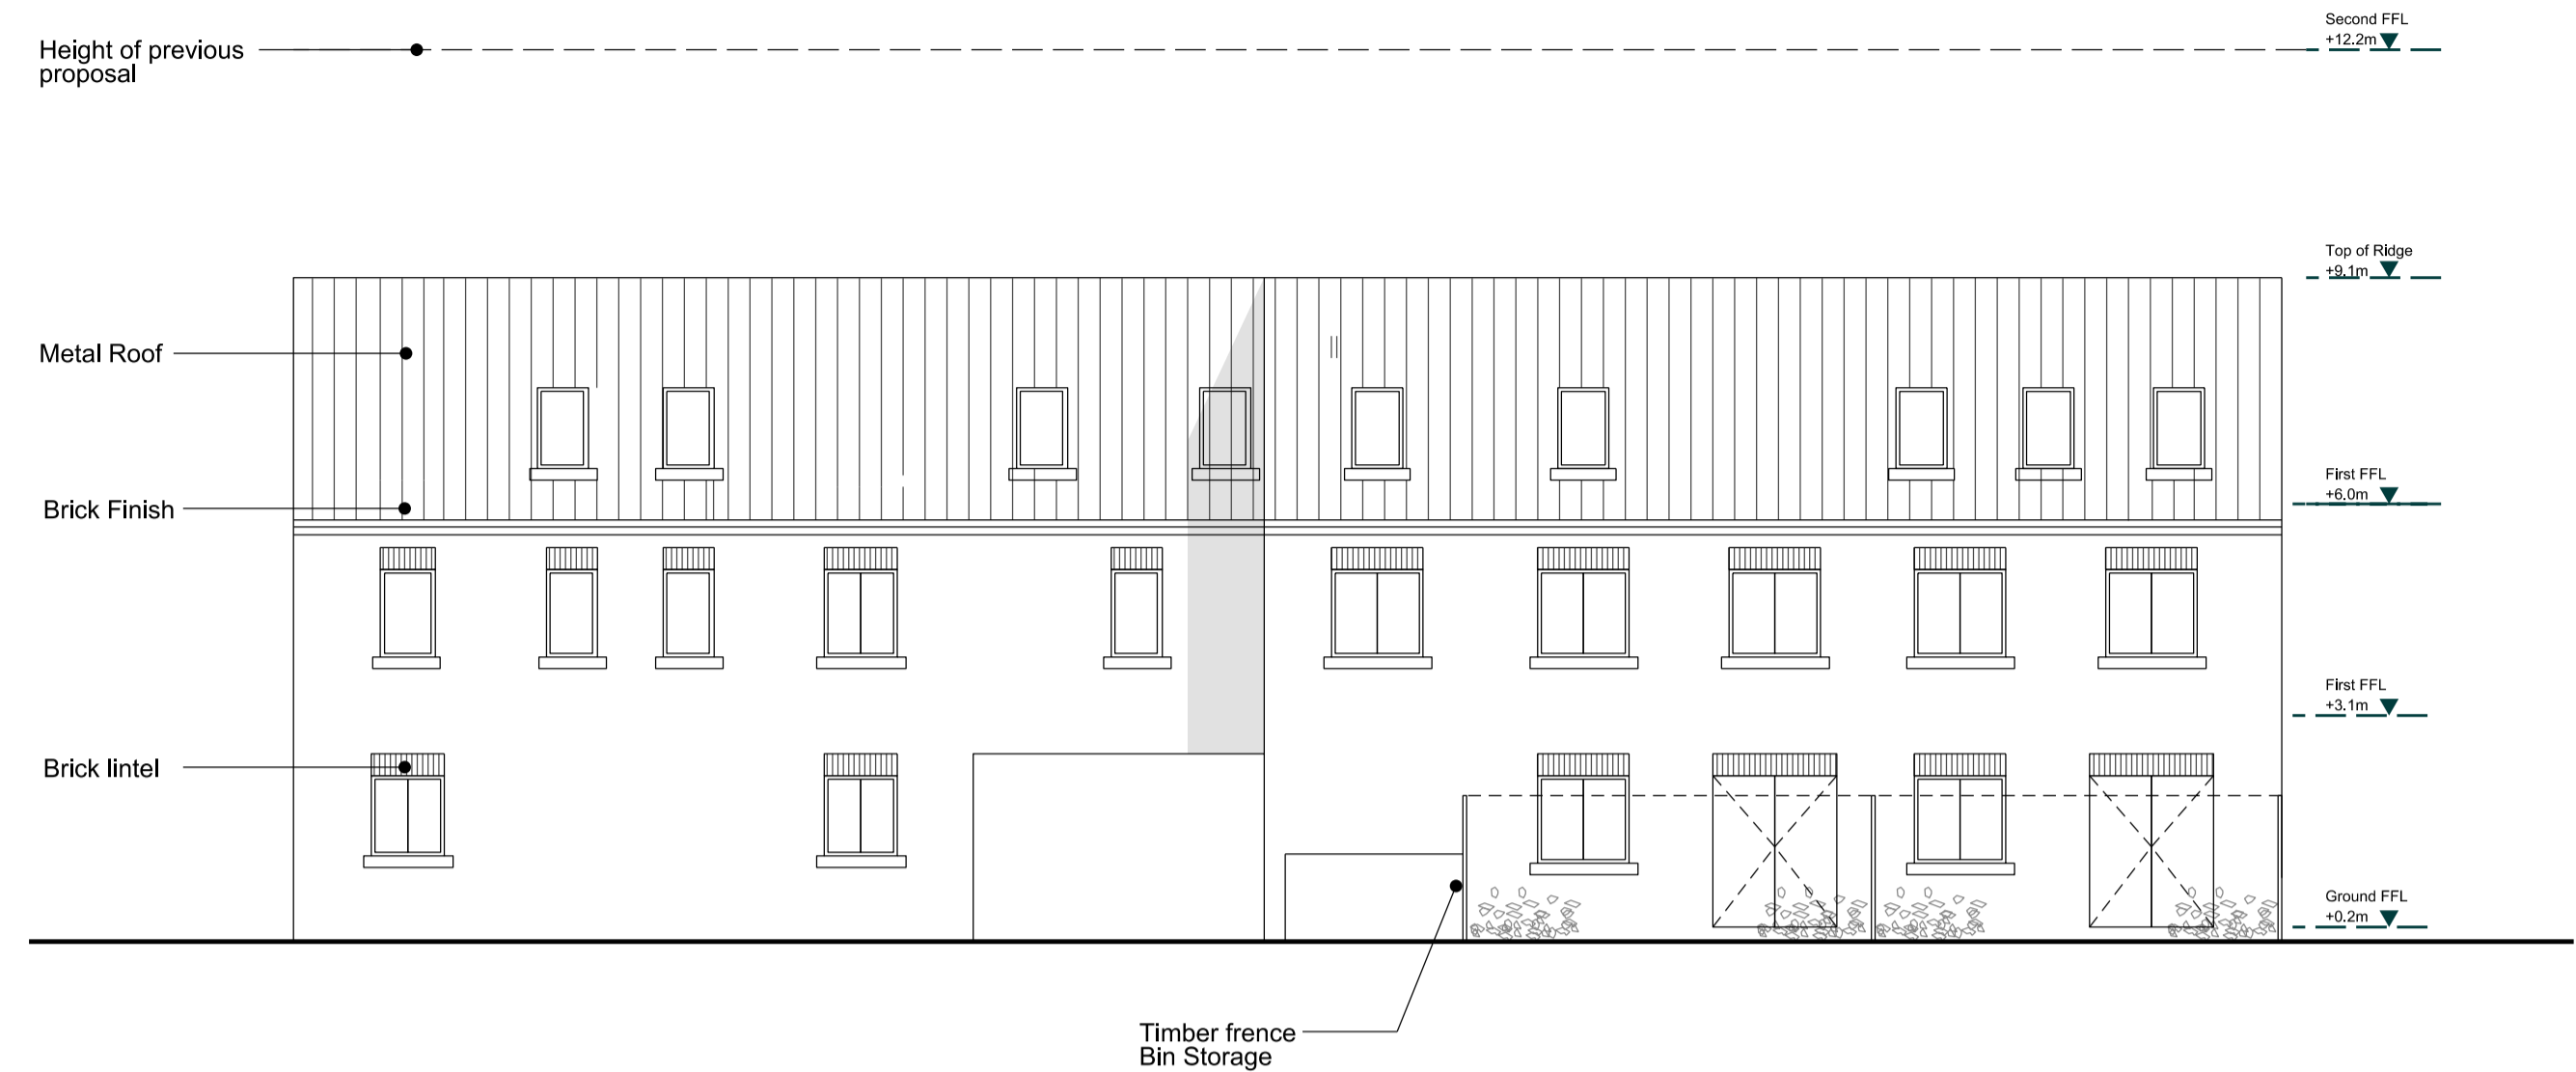 Second FFL
+12.2m
Height of previous
proposal
Top of Ridge
+9.1m
Metal Roof
First FFL
+6.0m
Brick Finish
First FFL
+3.1m
Brick lintel
Ground FFL
+0.2m
Timber frence
Bin Storage